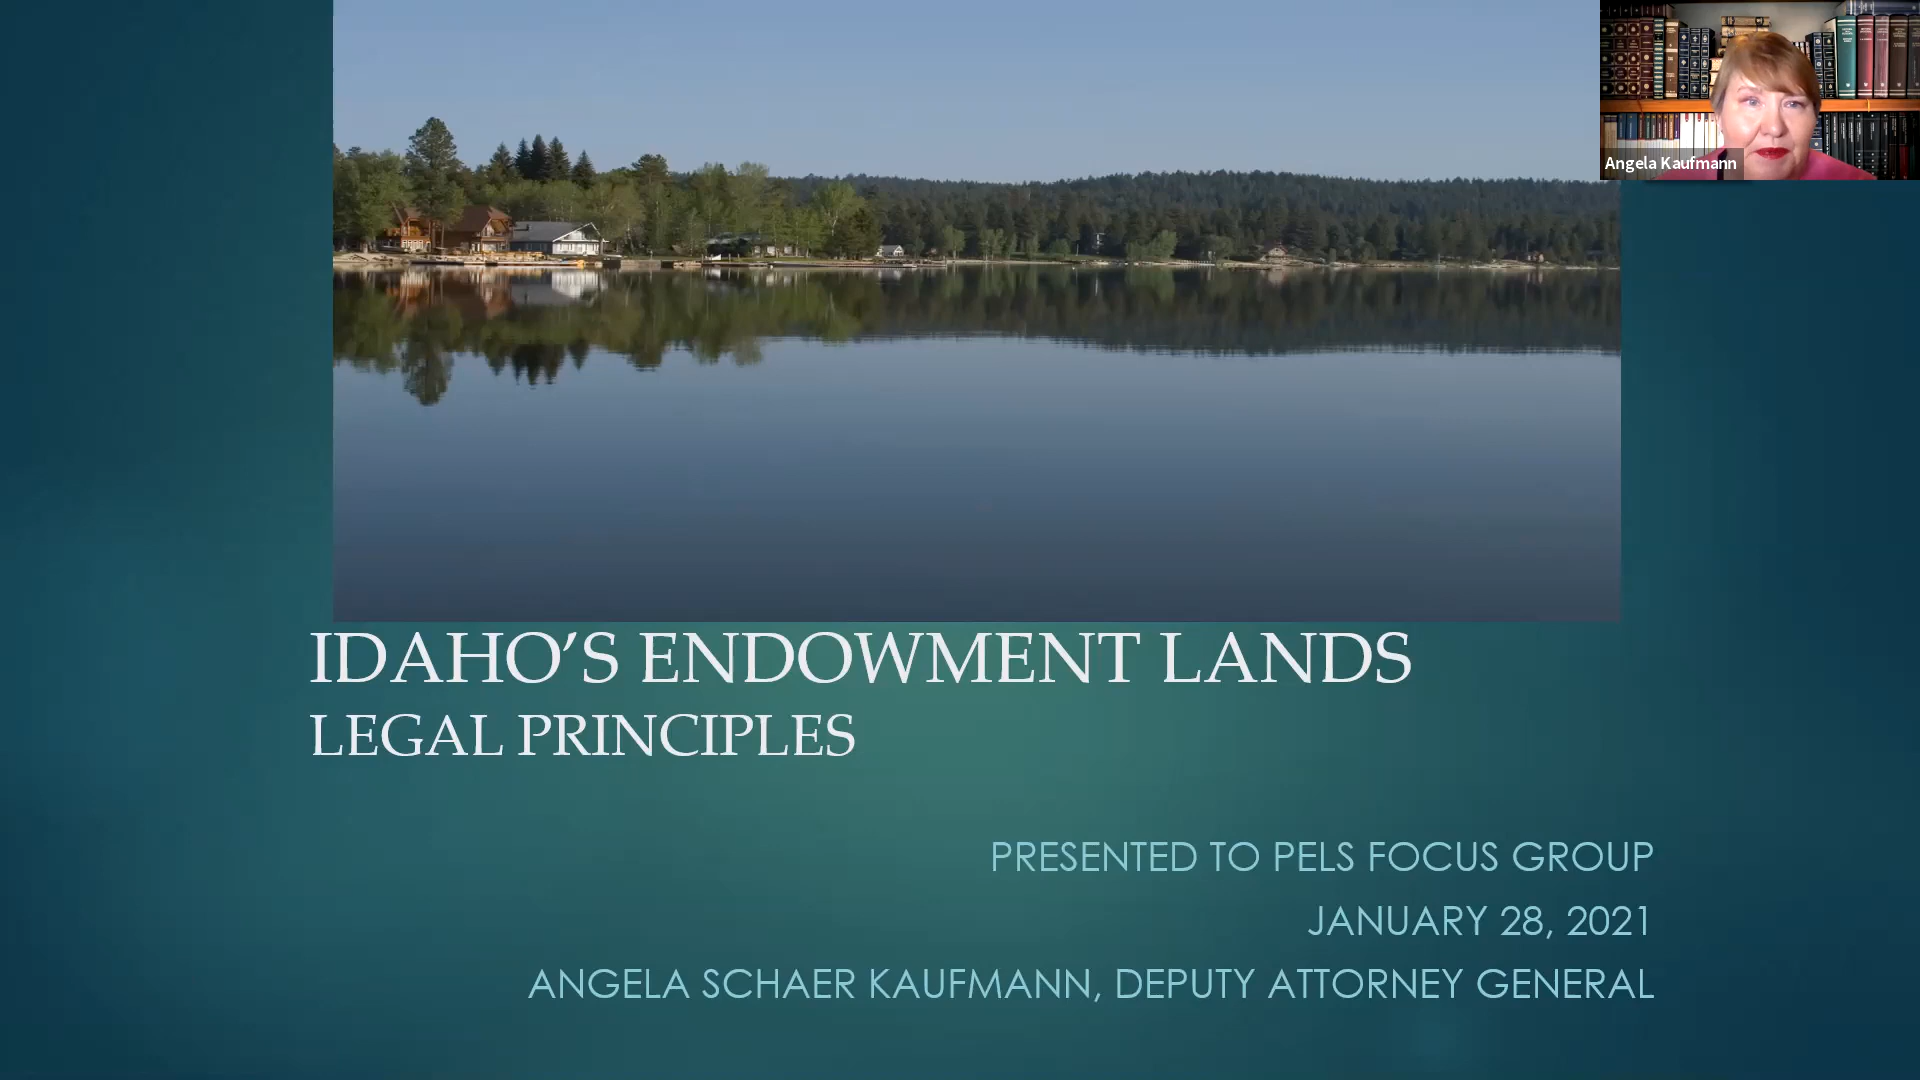 Angela Kaufmann
IDAHO’S ENDOWMENT LANDS
LEGAL PRINCIPLES
PRESENTED TO PELS FOCUS GROUP
JANUARY 28, 2021
ANGELA SCHAER KAUFMANN, DEPUTY ATTORNEY GENERAL